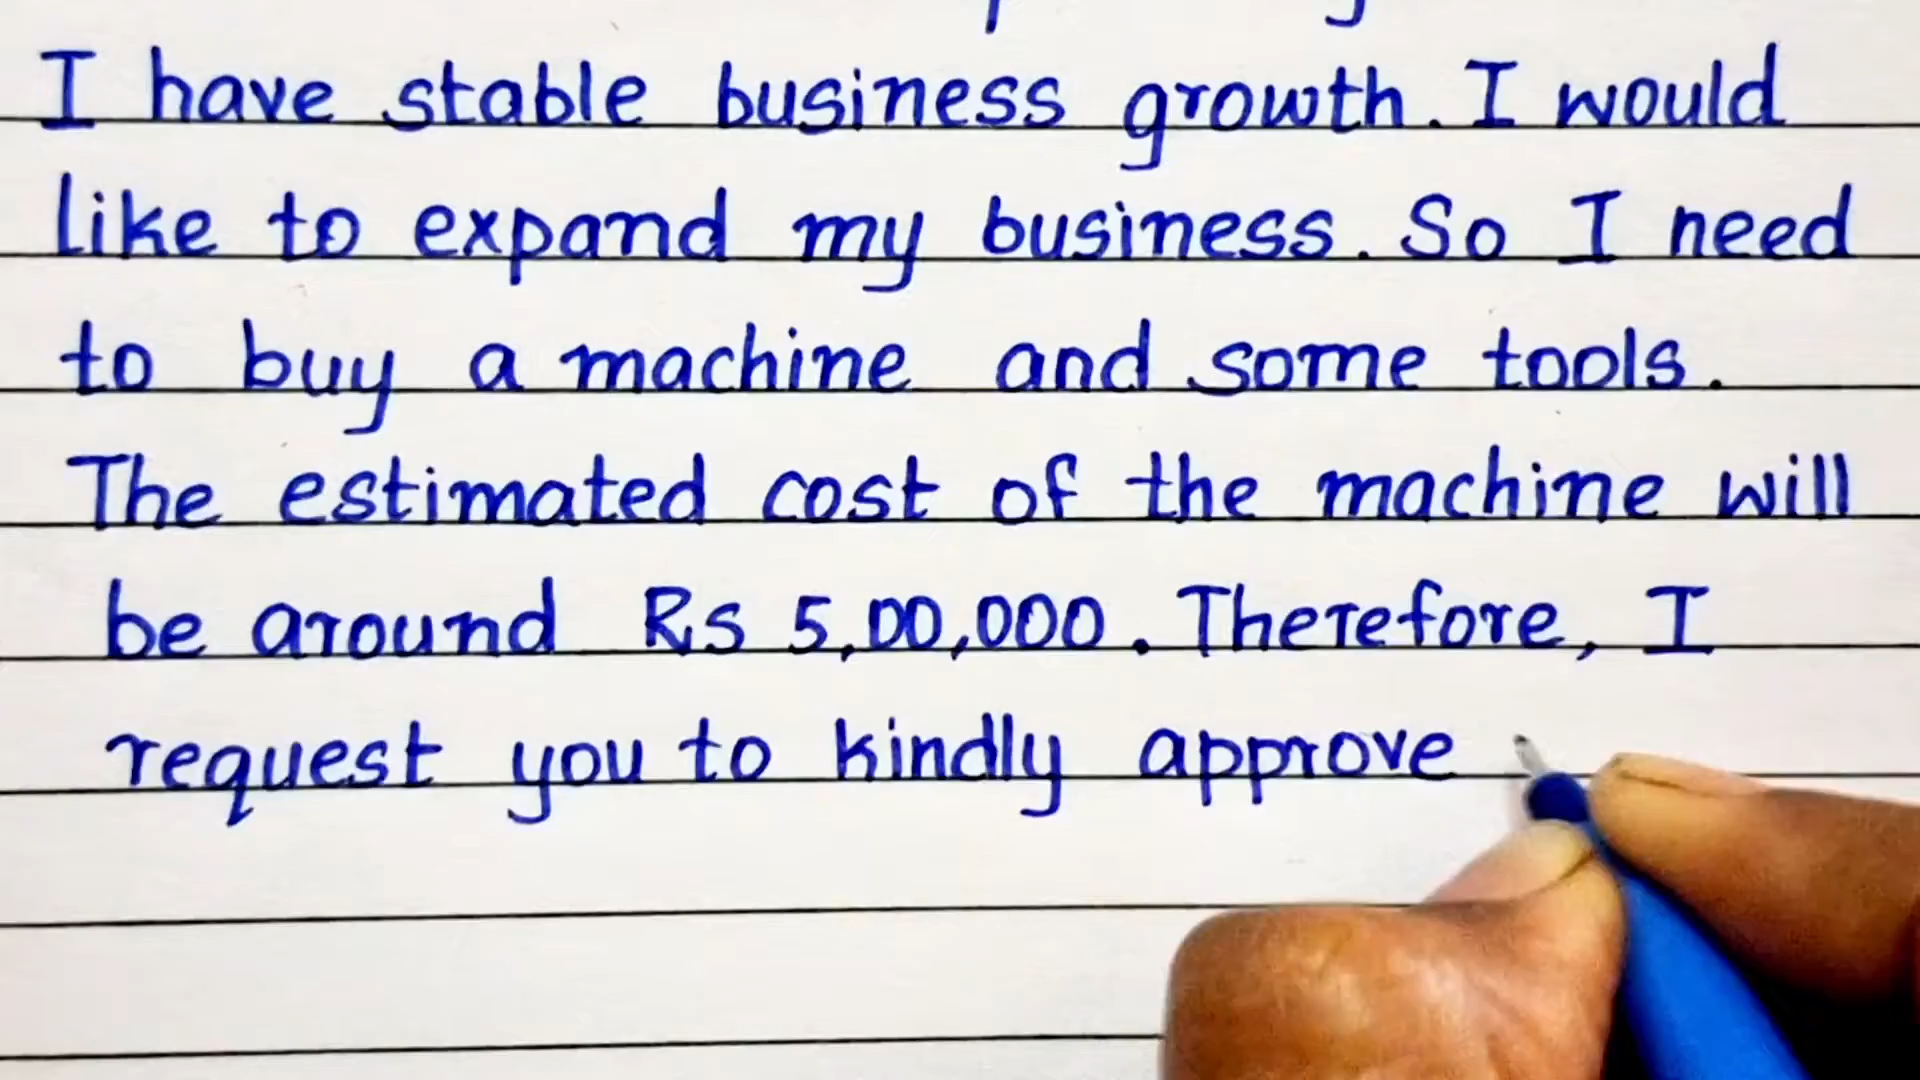 I have stable business growth. I would
like to expand my business. So I need
to buy a machine and some tools.
The estimated cost of the machine will
be around Rs 5,00,000. Therefore, I
request you to kindly approve